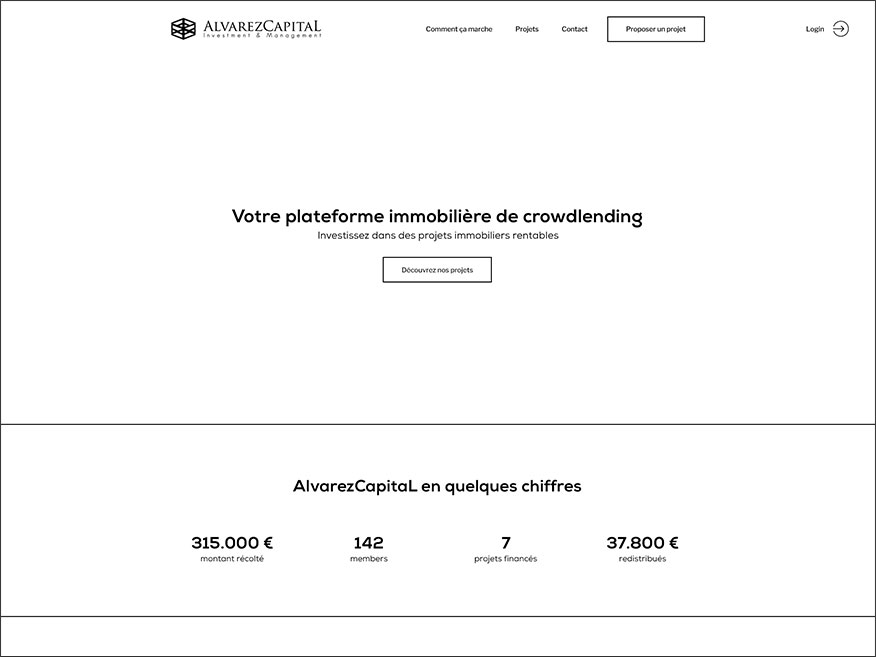 ALVAREZCAPITAL
Investment & Management
Comment ça marche
Projets
Contact
Proposer un projet
Login
Votre plateforme immobilière de crowdlending
Investissez dans des projets immobiliers rentables
Découvrez nos projets
AlvarezCapitaL en quelques chiffres
315.000 €
montant récolté
142
members
7
projets financés
37.800 €
redistribués